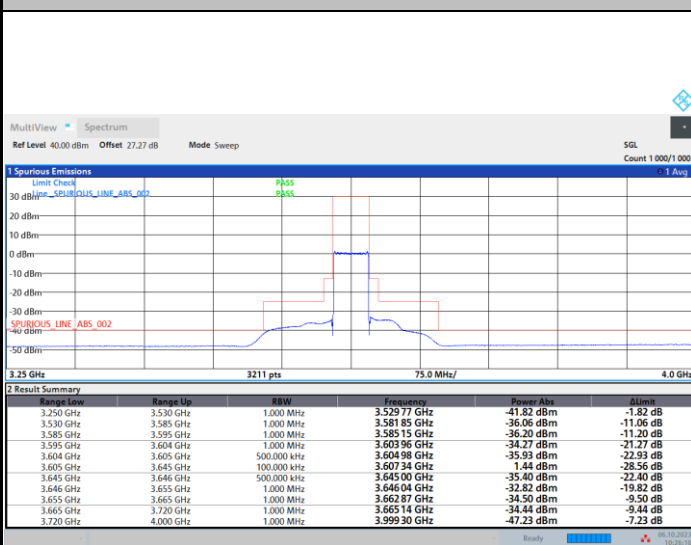 MultiView Spectrum
Ref Level 40.00 dBm Offset 27.27 dB Mode Sweep SGL
Count 1 000/1 000
1 Spurious Emissions 1 Avg
Limit Check PASS
Line _SPURIOUS_LINE_ABS_002 PASS
30 dBm
20 dBm
10 dBm
0 dBm
-10 dBm
-20 dBm
-30 dBm
SPURIOUS_LINE_ABS_002
-40 dBm
-50 dBm
3.25 GHz 3211 pts 75.0 MHz/ 4.0 GHz
2 Result Summary
Range Low Range Up RBW Frequency Power Abs ΔLimit
3.250 GHz 3.530 GHz 1.000 MHz 3.529 77 GHz -41.82 dBm -1.82 dB
3.530 GHz 3.585 GHz 1.000 MHz 3.581 85 GHz -36.06 dBm -11.06 dB
3.585 GHz 3.595 GHz 1.000 MHz 3.585 15 GHz -36.20 dBm -11.20 dB
3.595 GHz 3.604 GHz 1.000 MHz 3.603 96 GHz -34.27 dBm -21.27 dB
3.604 GHz 3.605 GHz 500.000 kHz 3.604 98 GHz -35.93 dBm -22.93 dB
3.605 GHz 3.645 GHz 100.000 kHz 3.607 34 GHz 1.44 dBm -28.56 dB
3.645 GHz 3.646 GHz 500.000 kHz 3.645 00 GHz -35.40 dBm -22.40 dB
3.646 GHz 3.655 GHz 1.000 MHz 3.646 04 GHz -32.82 dBm -19.82 dB
3.655 GHz 3.665 GHz 1.000 MHz 3.662 87 GHz -34.50 dBm -9.50 dB
3.665 GHz 3.720 GHz 1.000 MHz 3.665 14 GHz -34.44 dBm -9.44 dB
3.720 GHz 4.000 GHz 1.000 MHz 3.999 30 GHz -47.23 dBm -7.23 dB
Ready 06.10.2023